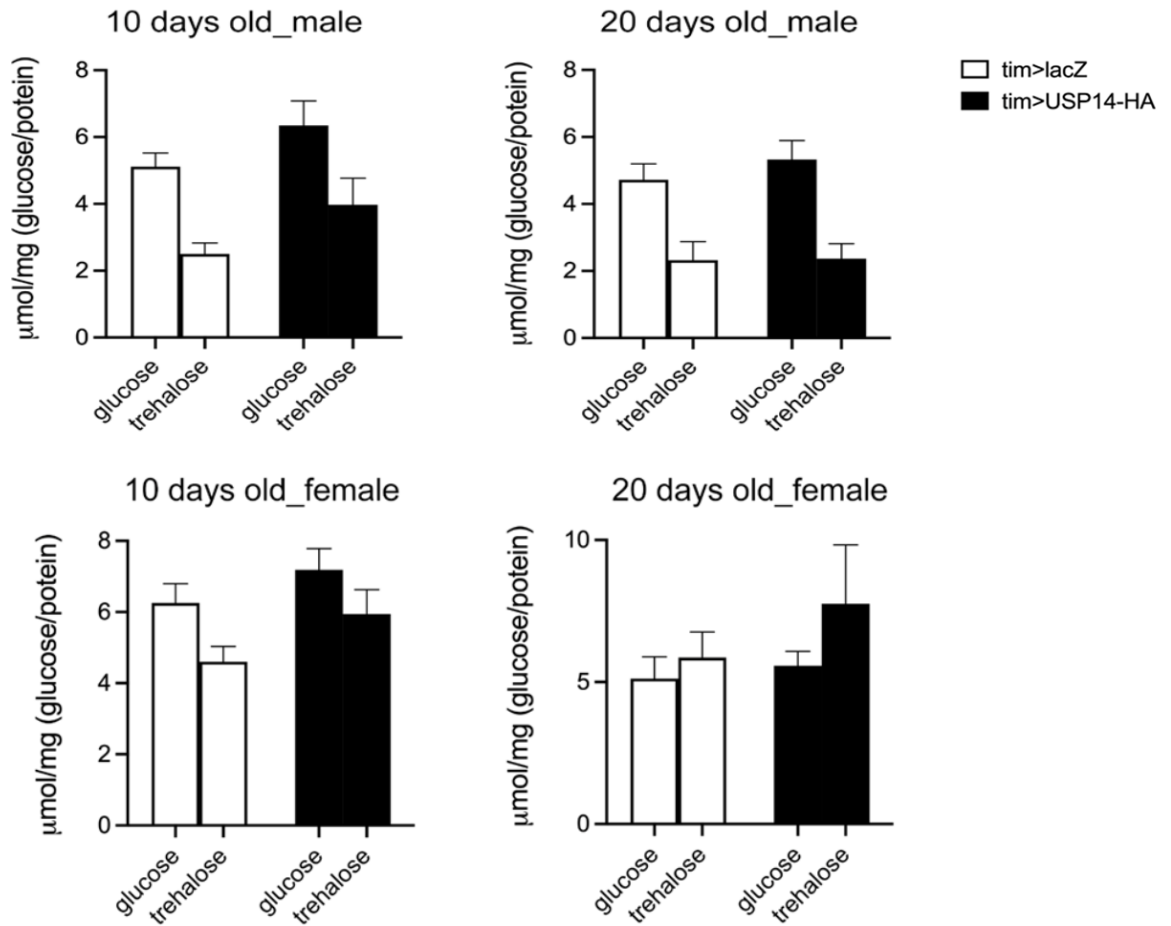 10 days old_male
μmol/mg (glucose/potein)
8
6
4
2
0
glucose
trehalose
glucose
trehalose
20 days old_male
μmol/mg (glucose/potein)
8
6
4
2
0
glucose
trehalose
glucose
trehalose
tim>lacZ
tim>USP14-HA
10 days old_female
μmol/mg (glucose/potein)
8
6
4
2
0
glucose
trehalose
glucose
trehalose
20 days old_female
μmol/mg (glucose/potein)
10
5
0
glucose
trehalose
glucose
trehalose